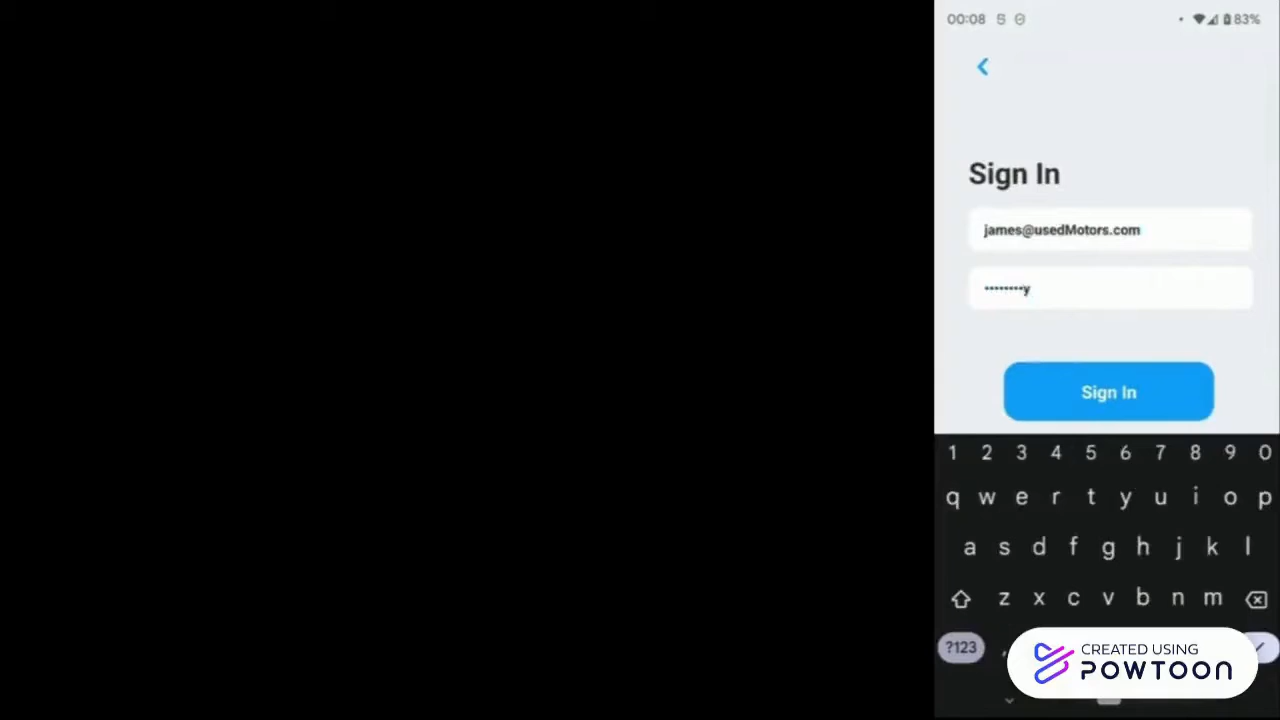 00:08 83%
Sign In
james@usedMotors.com
••••••••y
Sign In
1 2 3 4 5 6 7 8 9 0
q w e r t y u i o p
a s d f g h j k l
z x c v b n m
?123 ,
CREATED USING
POWTOON